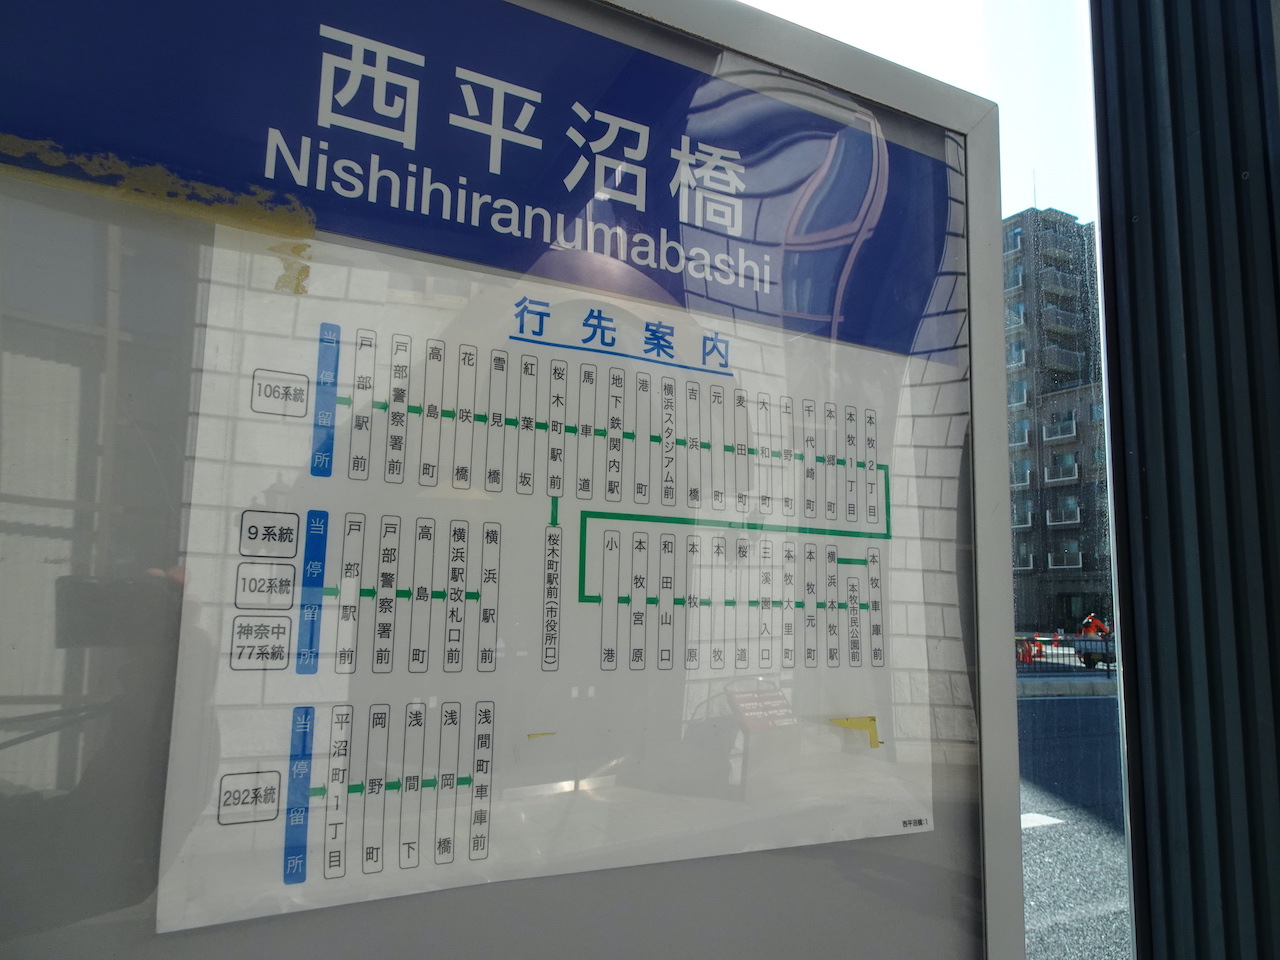 西平沼橋
Nishihiranumabashi
行先案内
106系統
当停留所
戸部駅前
戸部警察署前
高島町
花咲橋
雪見橋
紅葉坂
桜木町駅前
馬車道
地下鉄関内駅
港町
横浜スタジアム前
吉浜橋
元町
麦田町
大和町
上野町
千代崎町
本郷町
本牧1丁目
本牧2丁目
桜木町駅前(市役所口)
小港
本牧宮原
和田山口
本牧原
本牧
桜道
三溪園入口
本牧大里町
本牧元町
横浜本牧駅
本牧市民公園前
本牧車庫前
9系統
102系統
神奈中
77系統
当停留所
戸部駅前
戸部警察署前
高島町
横浜駅改札口前
横浜駅前
292系統
当停留所
平沼町1丁目
岡野町
浅間下
浅岡橋
浅間町車庫前
西平沼橋:1